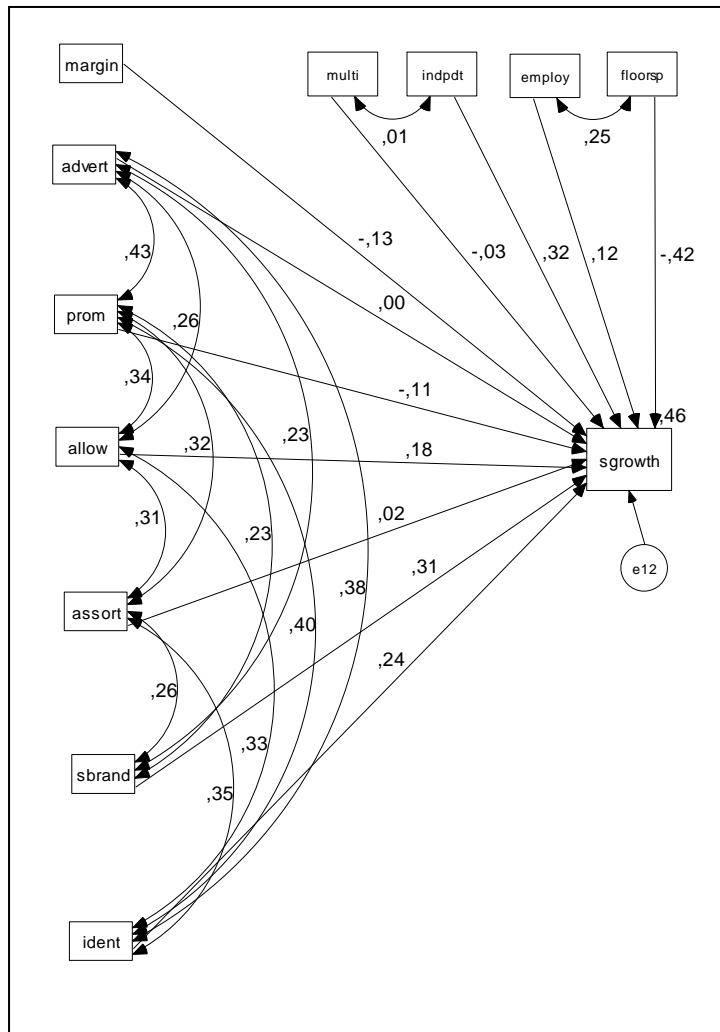 margin
multi
indpdt
employ
floorsp
,01
,25
advert
-,13
-,03
,32
,12
-,42
,43
,00
prom
,26
,34
-,11
,46
allow
,32
,23
,18
sgrowth
,31
,02
,23
,31
e12
assort
,38
,40
,24
,26
,33
sbrand
,35
ident